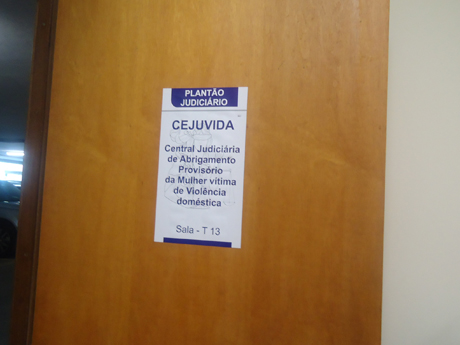 PLANTÃO
JUDICIÁRIO
CEJUVIDA
Central Judiciária
de Abrigamento
Provisório
da Mulher vítima
de Violência
doméstica
Sala - T 13